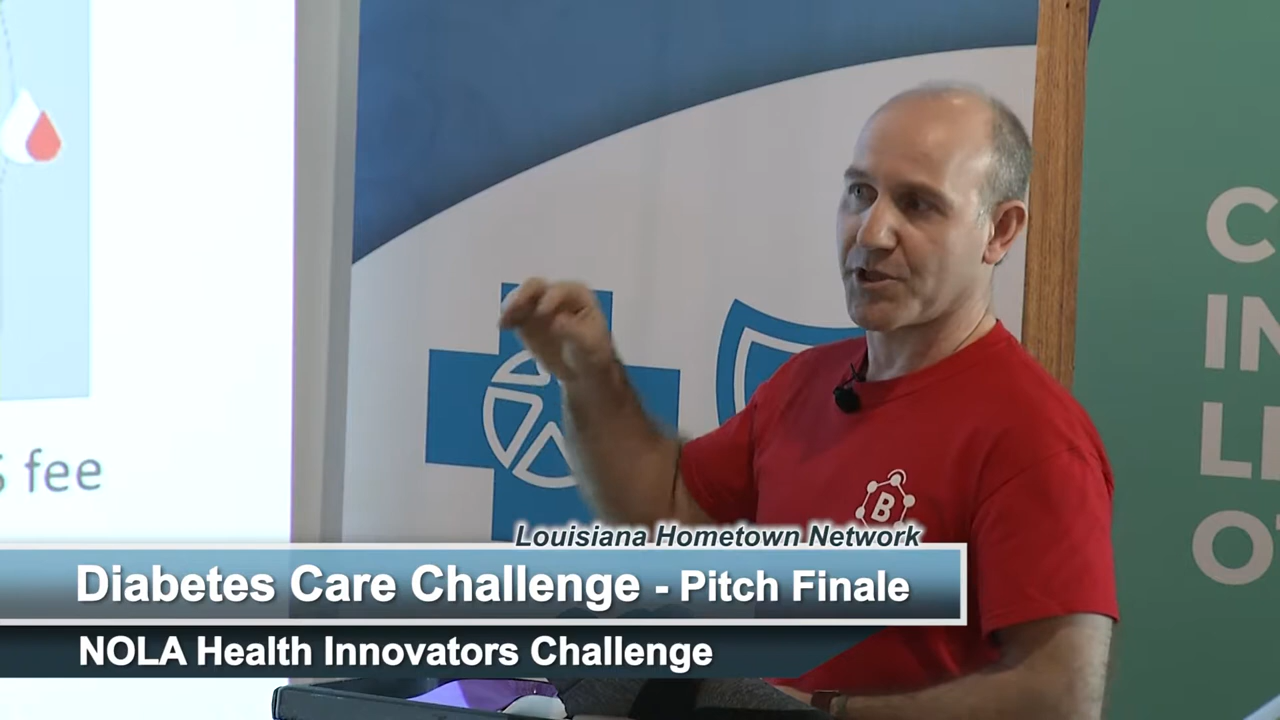 fee
B
Louisiana Hometown Network
Diabetes Care Challenge - Pitch Finale
NOLA Health Innovators Challenge